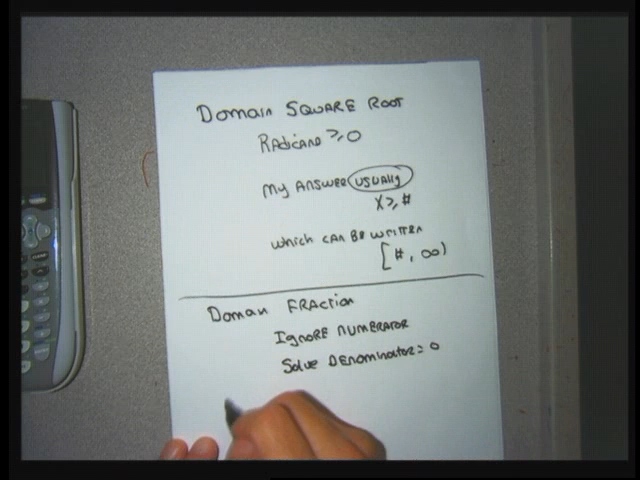 Domain SQUARE ROOT
RADicAND ≥ 0
my ANSWER USUALLY
X ≥ #
which CAN BE WRITTEN
[#, ∞)
Domain FRACTION
IgnoRE numERATOR
Solve DEnominator = 0